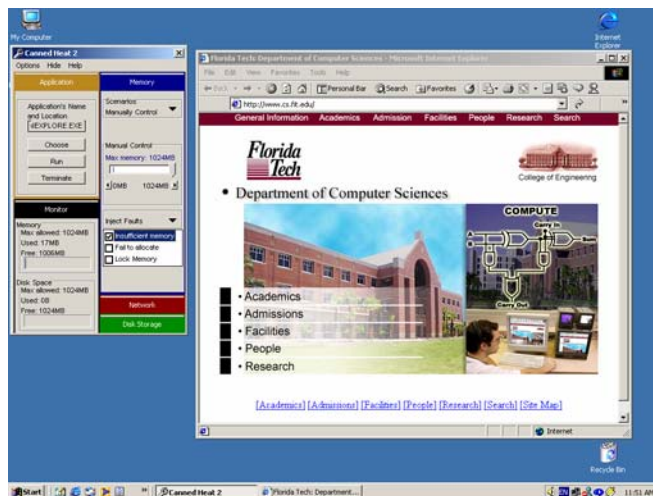 My Computer
Internet
Explorer
Canned Heat 2
Options Hide Help
Application
Application's Name
and Location
IEXPLORE.EXE
Choose
Run
Terminate
Monitor
Memory
Max allowed: 1024MB
Used: 17MB
Free: 1006MB
Disk Space
Max allowed: 1024MB
Used: 0B
Free: 1024MB
Memory
Scenarios
Manually Control
Manual Control
Max memory: 1024MB
0MB 1024MB
Inject Faults
Insufficient memory
Fail to allocate
Lock Memory
Network
Disk Storage
Florida Tech: Department of Computer Sciences - Microsoft Internet Explorer
File Edit View Favorites Tools Help
Back Personal Bar Search Favorites
http://www.cs.fit.edu/
General Information Academics Admission Facilities People Research Search
Florida
Tech
College of Engineering
• Department of Computer Sciences
COMPUTE
Carry In
A
B
Sum
Carry Out
• Academics
• Admissions
• Facilities
• People
• Research
[Academics] [Admissions] [Facilities] [People] [Research] [Search] [Site Map]
Internet
Recycle Bin
Start Canned Heat 2 Florida Tech: Department... 11:51 AM